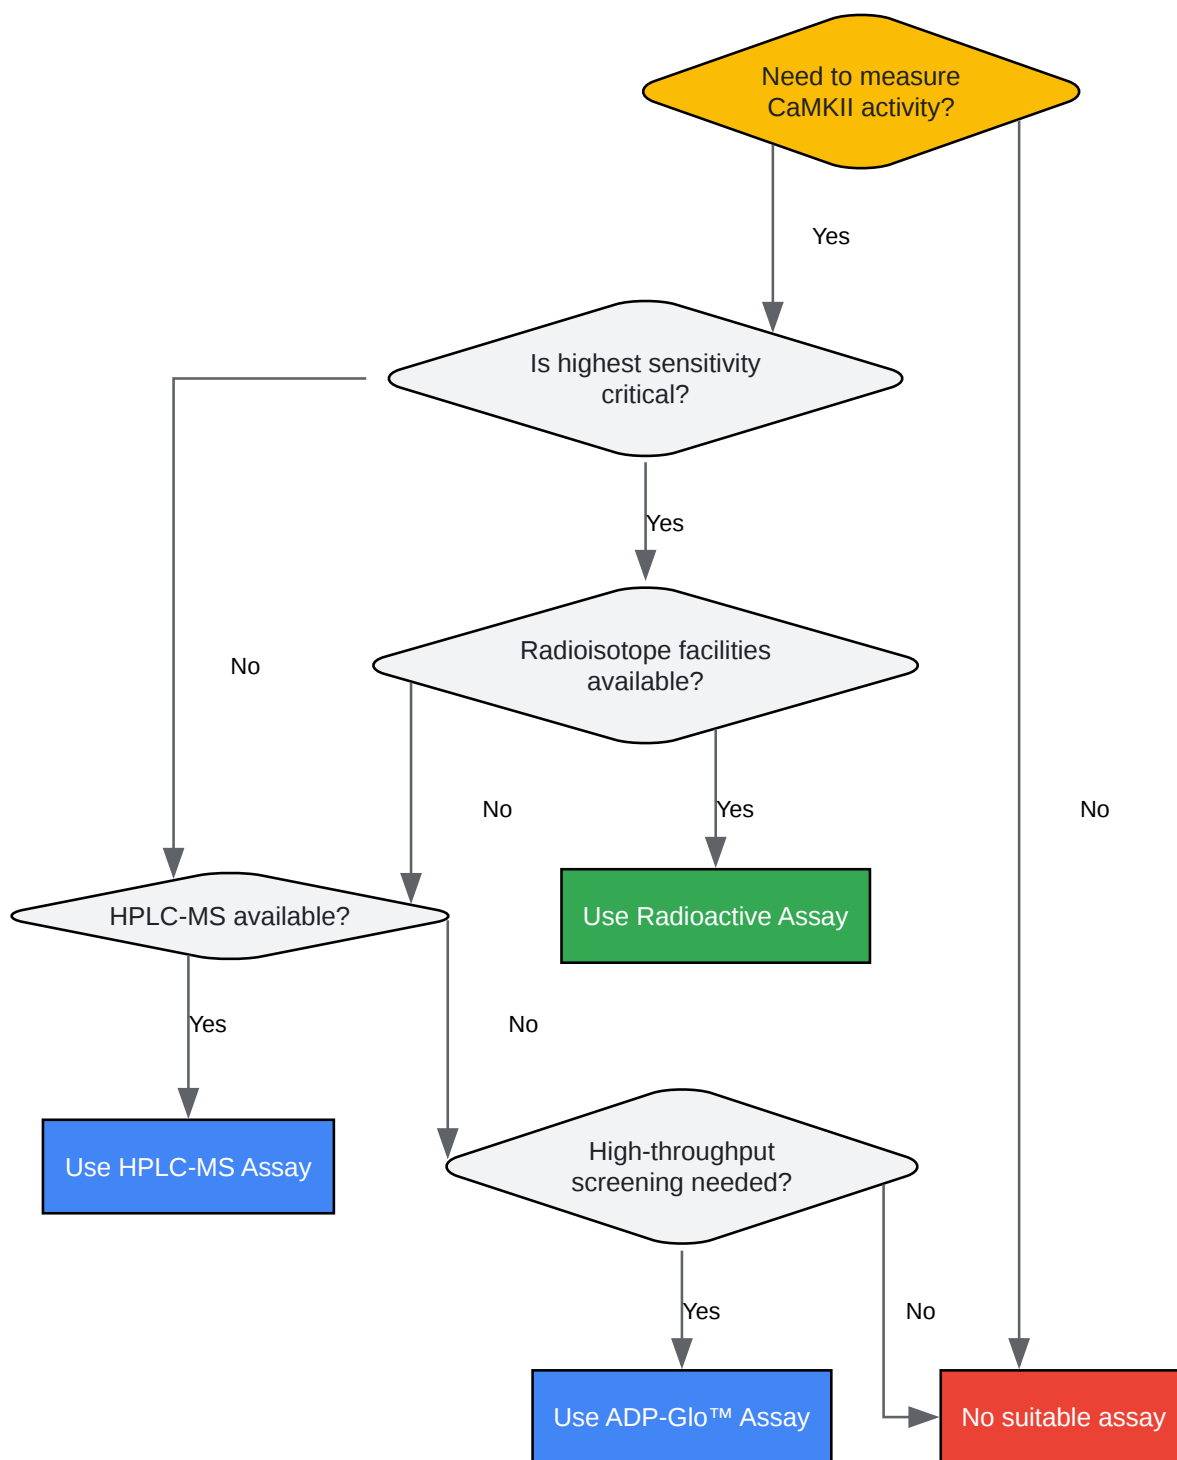 Need to measure
CaMKII activity?
Yes
Is highest sensitivity
critical?
Yes
No
Radioisotope facilities
available?
No
Yes
No
HPLC-MS available?
Use Radioactive Assay
Yes
No
High-throughput
screening needed?
Use HPLC-MS Assay
Yes
No
Use ADP-Glo™ Assay
No suitable assay